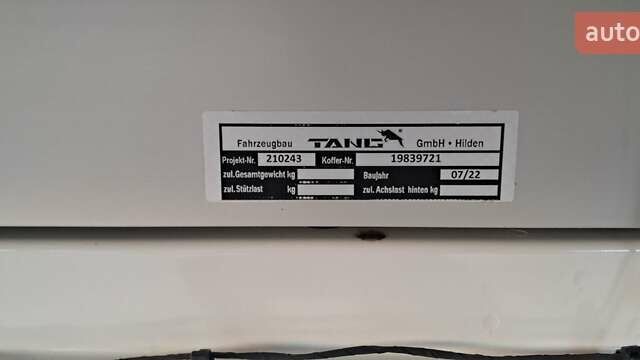 auto
Fahrzeugbau TANG GmbH • Hilden
Projekt-Nr. 210243 Koffer-Nr. 19839721
zul.Gesamtgewicht kg Baujahr 07/22
zul.Stützlast kg zul.Achslast hinten kg